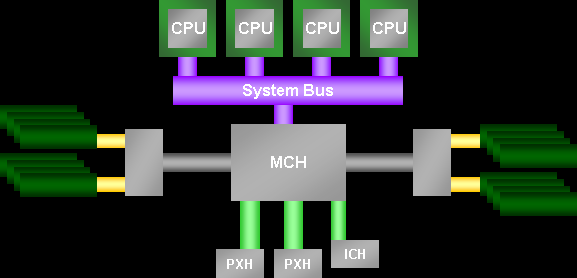 CPU CPU CPU CPU
System Bus
MCH
PXH PXH ICH